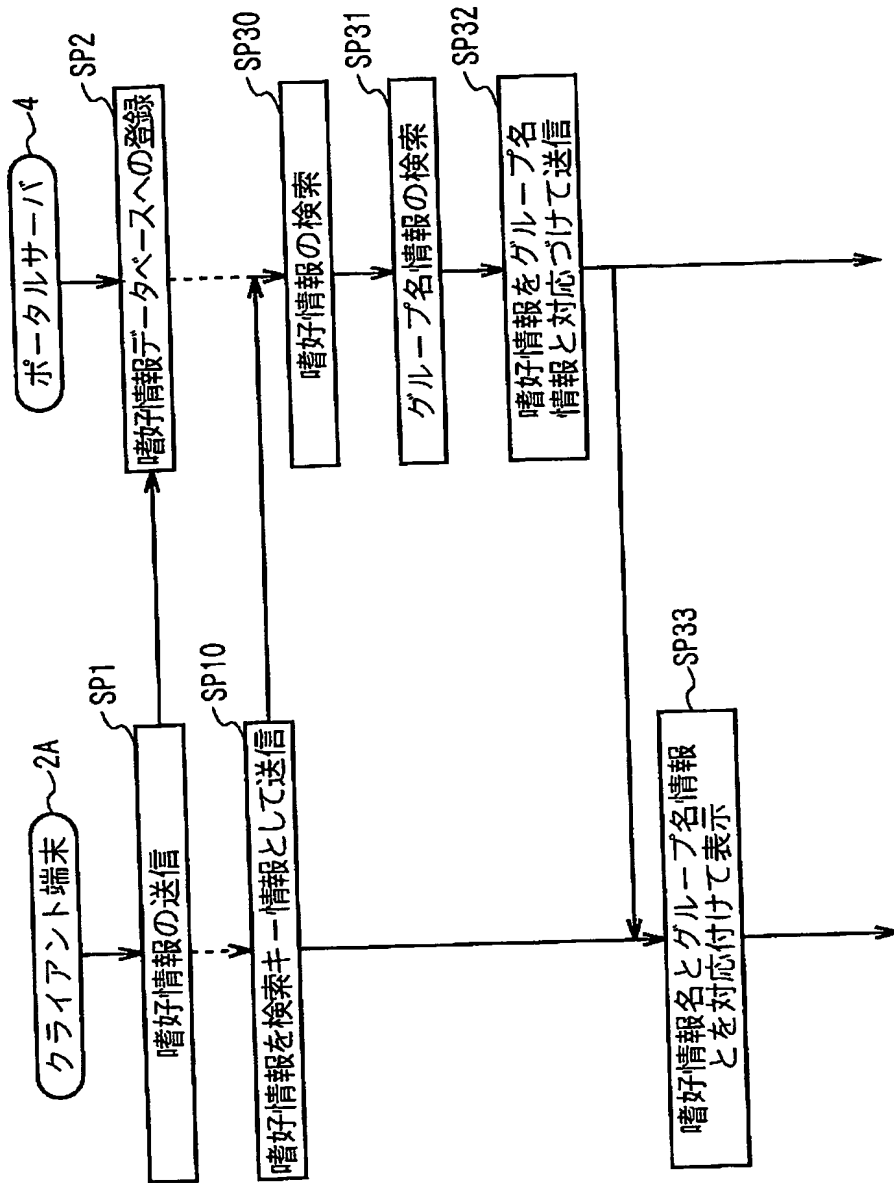 クライアント端末
2A
ポータルサーバ
4
SP1
嗜好情報の送信
SP2
嗜好情報データベースへの登録
SP10
嗜好情報を検索キー情報として送信
SP30
嗜好情報の検索
SP31
グループ名情報の検索
SP32
嗜好情報をグループ名
情報と対応づけて送信
SP33
嗜好情報名とグループ名情報
とを対応付けて表示